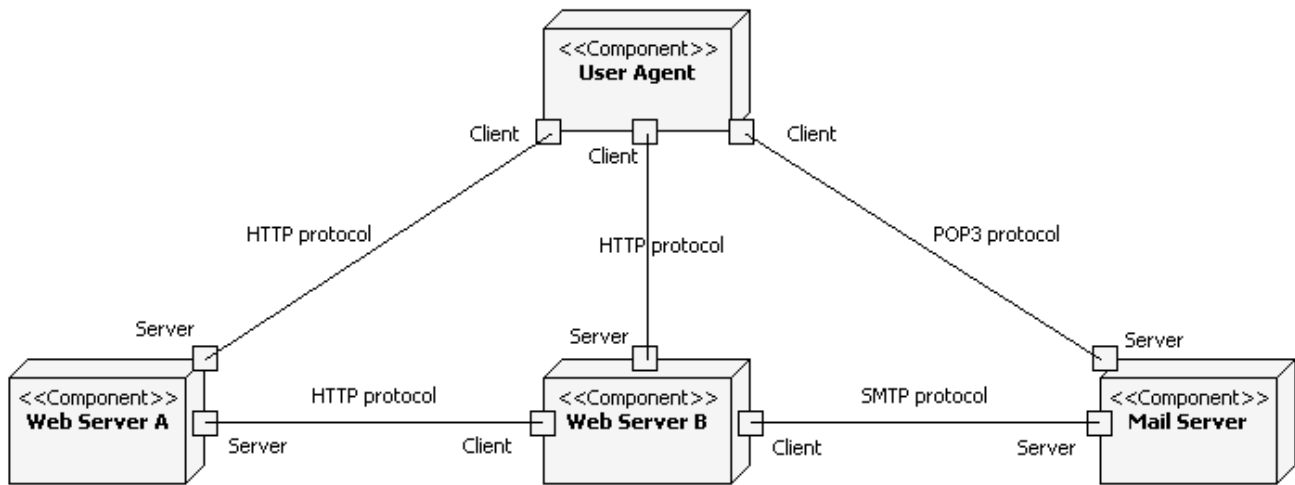 <<Component>>
User Agent
Client
Client
Client
HTTP protocol
HTTP protocol
POP3 protocol
Server
Server
Server
<<Component>>
Web Server A
HTTP protocol
Server
Client
<<Component>>
Web Server B
SMTP protocol
Client
Server
<<Component>>
Mail Server